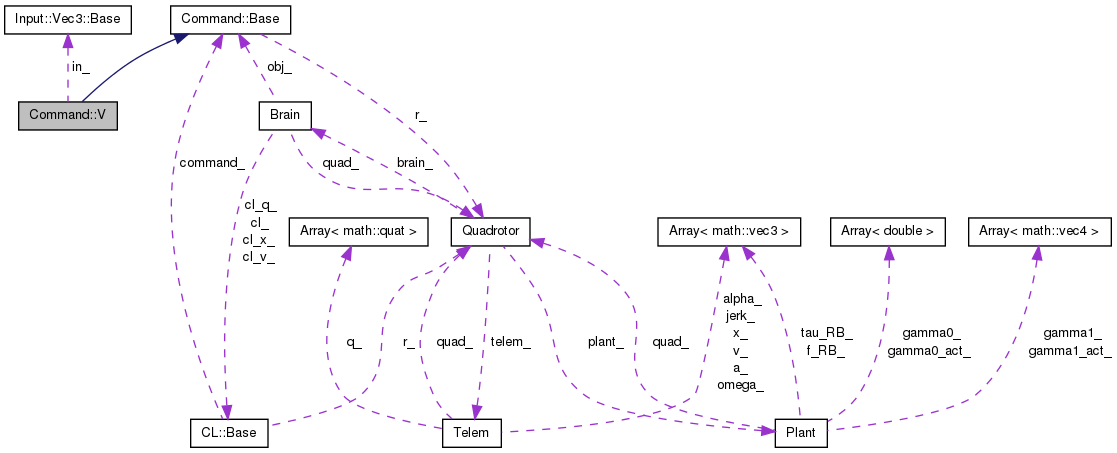 Input::Vec3::Base
Command::Base
in_
obj_
Command::V
Brain
r_
command_
quad_
brain_
cl_q_
cl_
cl_x_
cl_v_
Array< math::quat >
Quadrotor
Array< math::vec3 >
Array< double >
Array< math::vec4 >
q_
r_
quad_
telem_
plant_
quad_
alpha_
jerk_
x_
v_
a_
omega_
tau_RB_
f_RB_
gamma0_
gamma0_act_
gamma1_
gamma1_act_
CL::Base
Telem
Plant